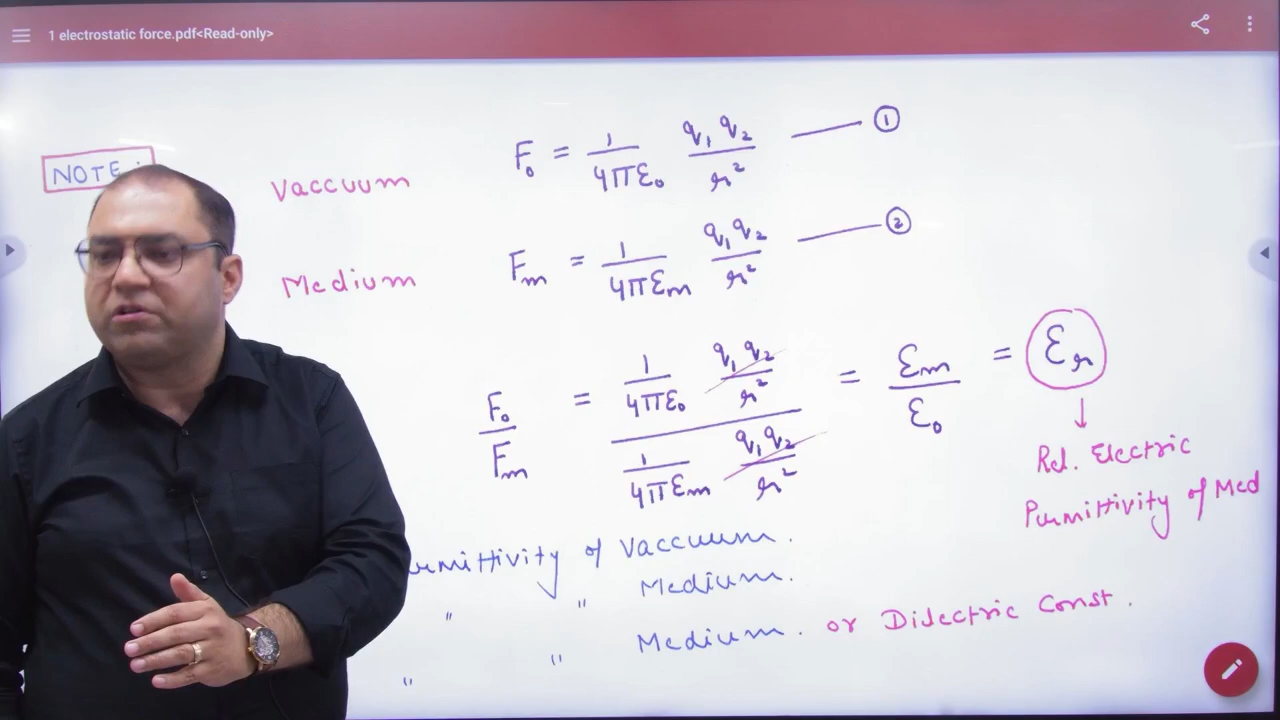 1 electrostatic force.pdf<Read-only>
NOTE :
Vaccuum F₀ = 1/4πε₀ q₁q₂/r² —— ①
Medium Fm = 1/4πεm q₁q₂/r² —— ②
F₀/Fm = (1/4πε₀ q₁q₂/r²)/(1/4πεm q₁q₂/r²) = εm/ε₀ = εr
↓
Rel. Electric
Permittivity of Med
of Vaccuum.
" " Medium.
" " Medium. or Dielectric Const.